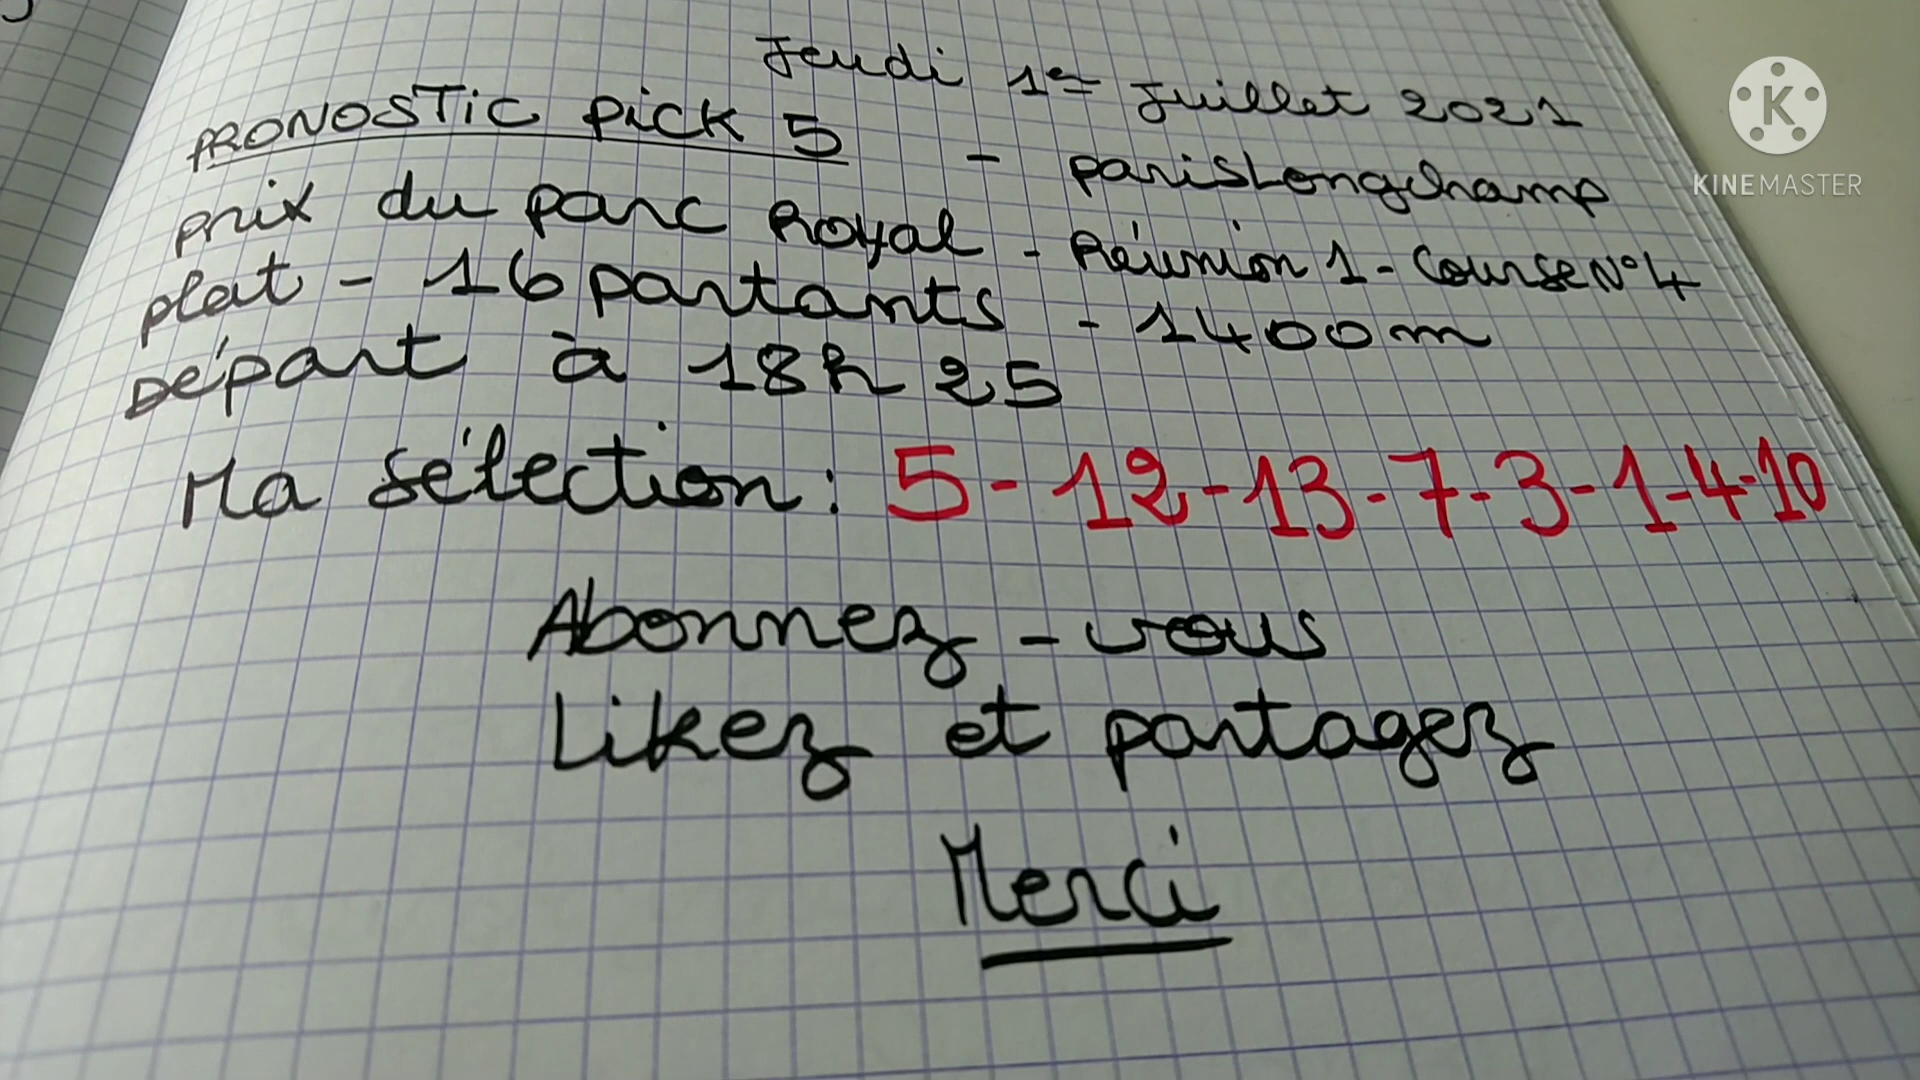 Jeudi 1er Juillet 2021
PRONOSTIC PICK 5 - parisLongchamp
prix du parc Royal - Réunion 1 - Course N°4
plat - 16 partants - 1400m
Départ à 18h25
Ma sélection : 5 - 12 - 13 - 7 - 3 - 1 - 4 - 10
Abonnez-vous
Likez et partagez
Merci
K
KINEMASTER